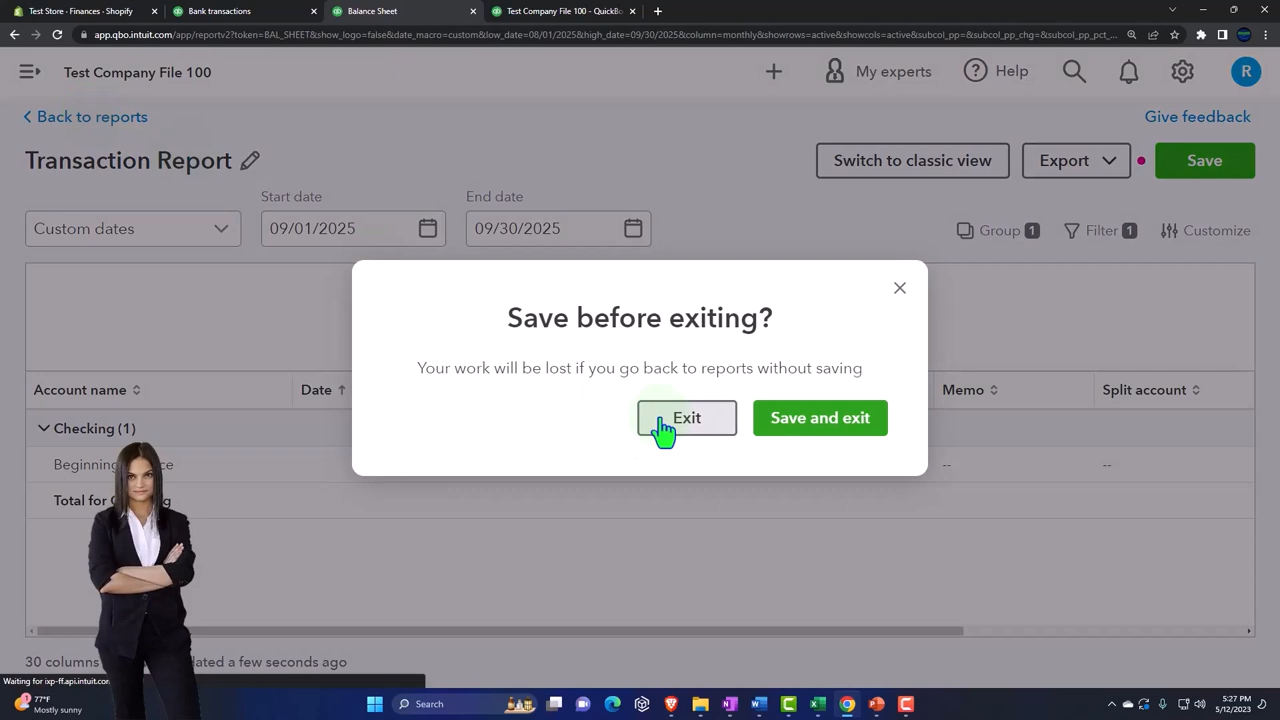 Test Store · Finances · Shopify
Bank transactions
Balance Sheet
Test Company File 100 - QuickBo
app.qbo.intuit.com/app/reportv2?token=BAL_SHEET&show_logo=false&date_macro=custom&low_date=08/01/2025&high_date=09/30/2025&column=monthly&showrows=active&showcols=active&subcol_pp=&subcol_pp_chg=&subcol_pp_pct_...
Test Company File 100
My experts
Help
R
Back to reports
Give feedback
Transaction Report
Switch to classic view
Export
Save
Start date
End date
Custom dates
09/01/2025
09/30/2025
Group 1
Filter 1
Customize
Save before exiting?
Your work will be lost if you go back to reports without saving
Exit
Save and exit
Account name
Date
Memo
Split account
Checking (1)
Beginning
--
--
Total for
30 columns
a few seconds ago
Waiting for ixp-ff.api.intuit.com
77°F
Mostly sunny
Search
5:27 PM
5/12/2023